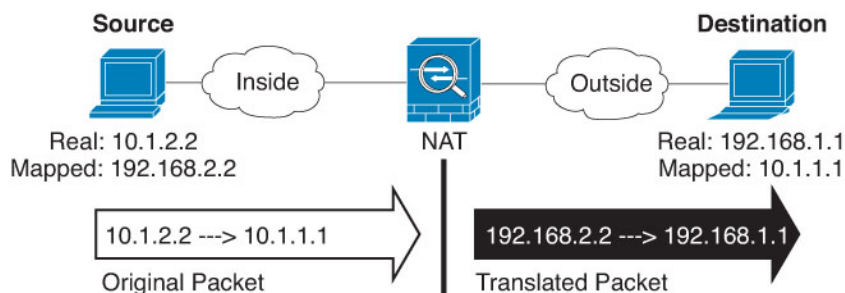 Source
Destination
Inside
Outside
Real: 10.1.2.2
Mapped: 192.168.2.2
NAT
Real: 192.168.1.1
Mapped: 10.1.1.1
10.1.2.2 ---> 10.1.1.1
192.168.2.2 ---> 192.168.1.1
Original Packet
Translated Packet